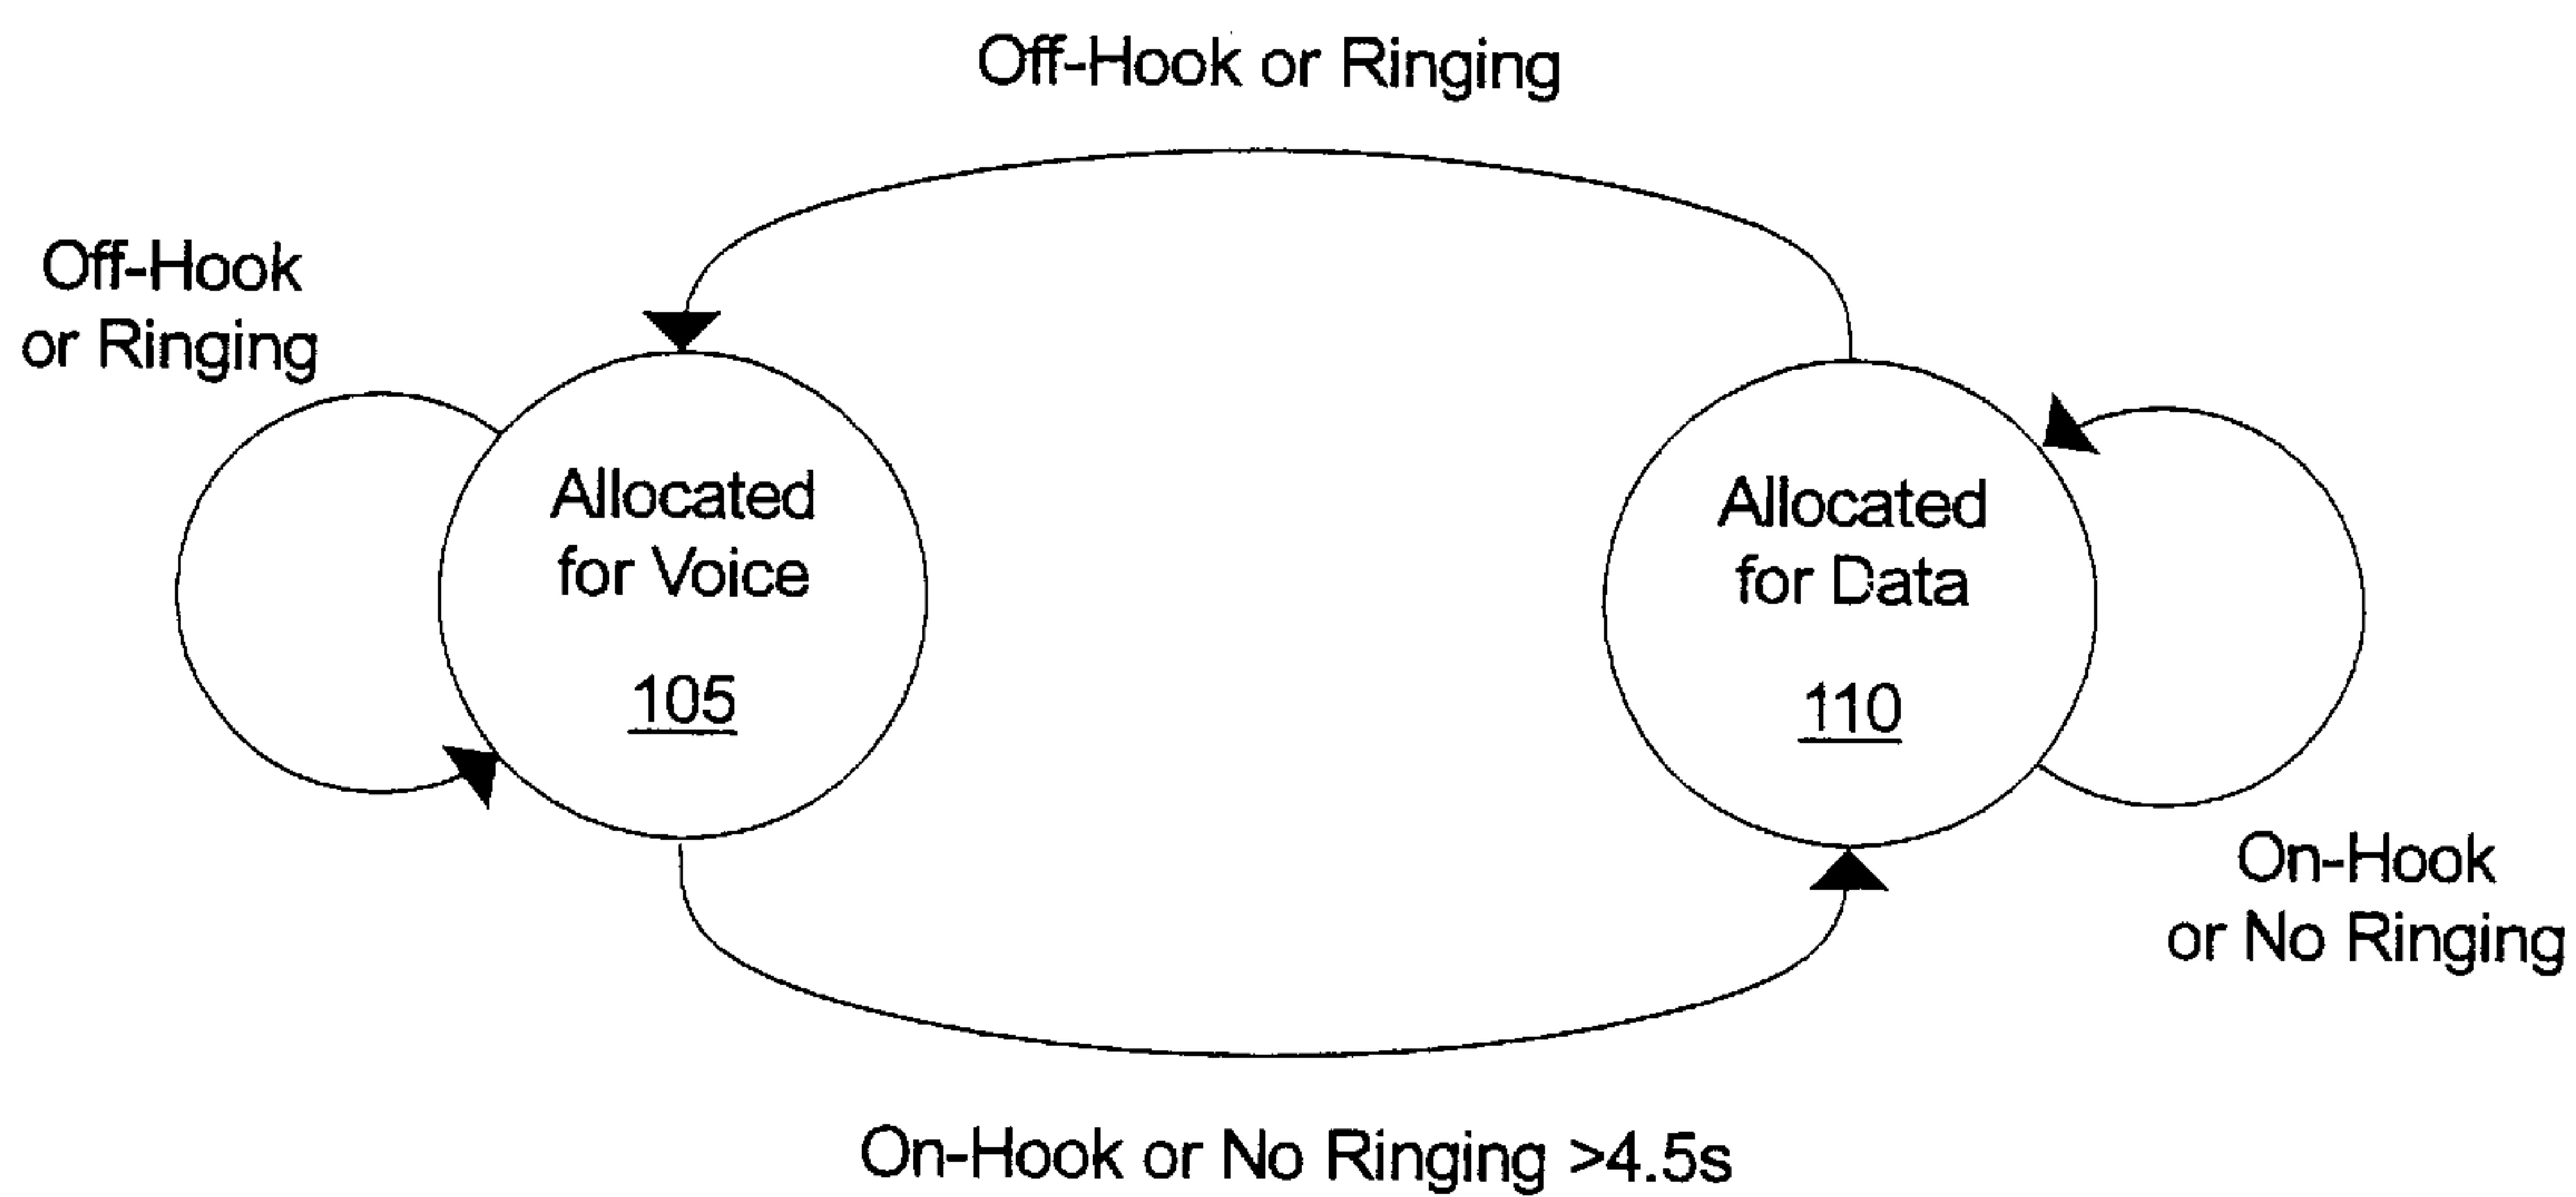 Off-Hook or Ringing
Off-Hook
or Ringing
Allocated
for Voice
105
Allocated
for Data
110
On-Hook
or No Ringing
On-Hook or No Ringing >4.5s